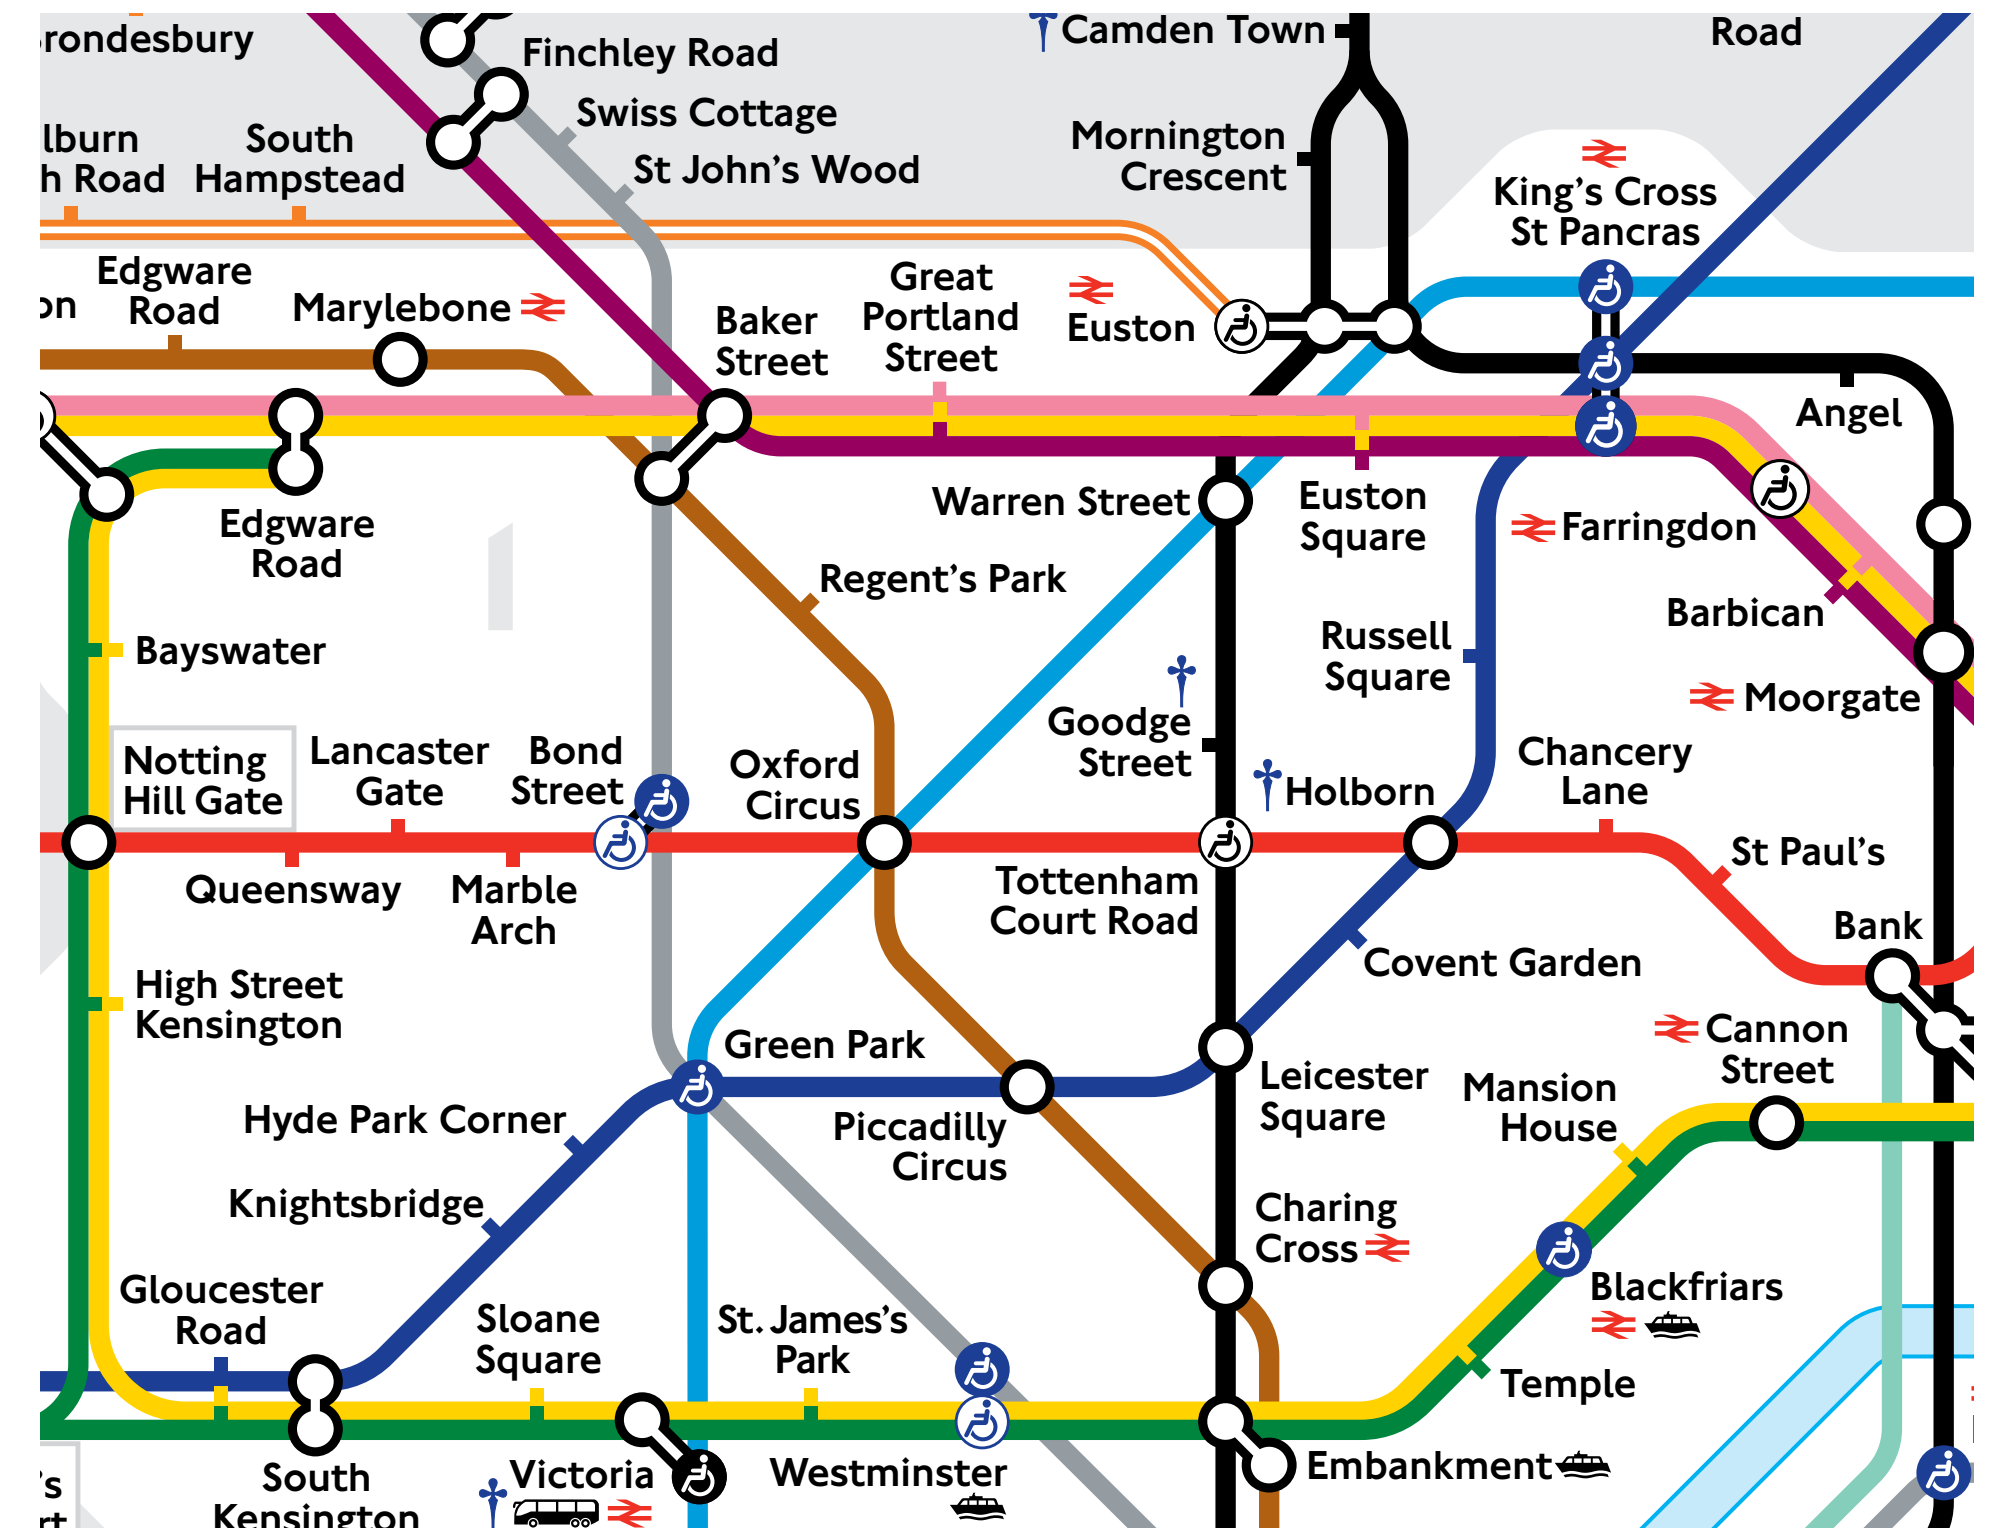 rondesbury
Finchley Road
Camden Town
Road
Swiss Cottage
lburn
h Road
South
Hampstead
St John's Wood
Mornington
Crescent
King's Cross
St Pancras
on
Edgware
Road
Marylebone
Baker
Street
Great
Portland
Street
Euston
Angel
Edgware
Road
Warren Street
Euston
Square
Farringdon
Regent's Park
Barbican
Bayswater
Russell
Square
Moorgate
Goodge
Street
Notting
Hill Gate
Lancaster
Gate
Bond
Street
Oxford
Circus
Holborn
Chancery
Lane
St Paul's
Queensway
Marble
Arch
Tottenham
Court Road
Bank
Covent Garden
High Street
Kensington
Green Park
Cannon
Street
Leicester
Square
Mansion
House
Hyde Park Corner
Piccadilly
Circus
Knightsbridge
Charing
Cross
Gloucester
Road
Sloane
Square
St. James's
Park
Blackfriars
Temple
's
rt
South
Kensington
Victoria
Westminster
Embankment